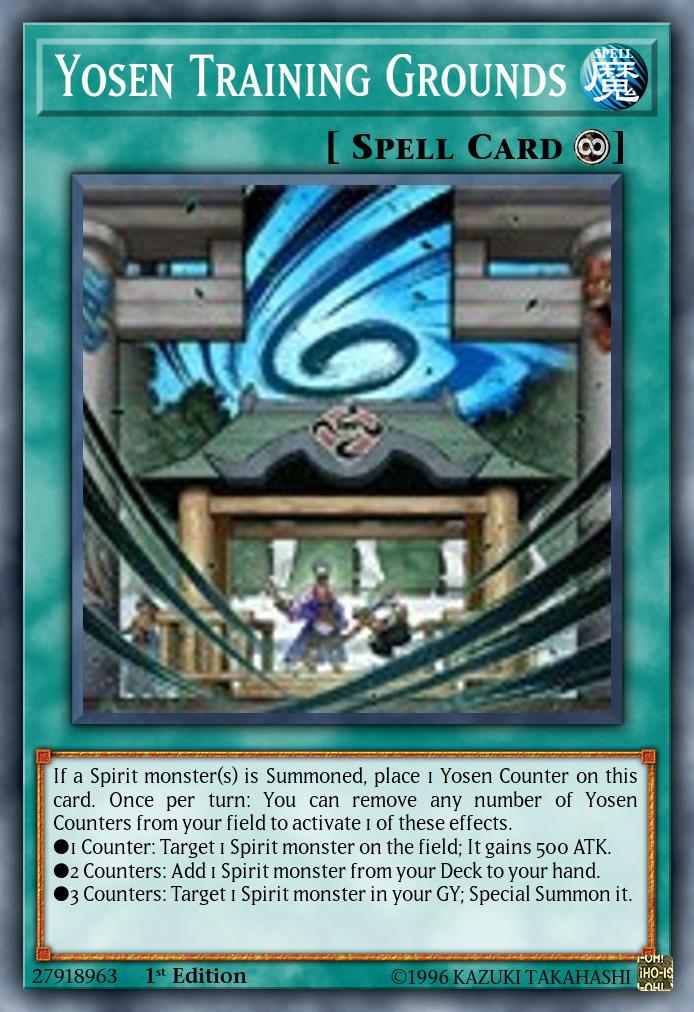 YOSEN TRAINING GROUNDS
SPELL
魔
[ SPELL CARD ]
If a Spirit monster(s) is Summoned, place 1 Yosen Counter on this
card. Once per turn: You can remove any number of Yosen
Counters from your field to activate 1 of these effects.
●1 Counter: Target 1 Spirit monster on the field; It gains 500 ATK.
●2 Counters: Add 1 Spirit monster from your Deck to your hand.
●3 Counters: Target 1 Spirit monster in your GY; Special Summon it.
27918963 1st Edition ©1996 KAZUKI TAKAHASHI